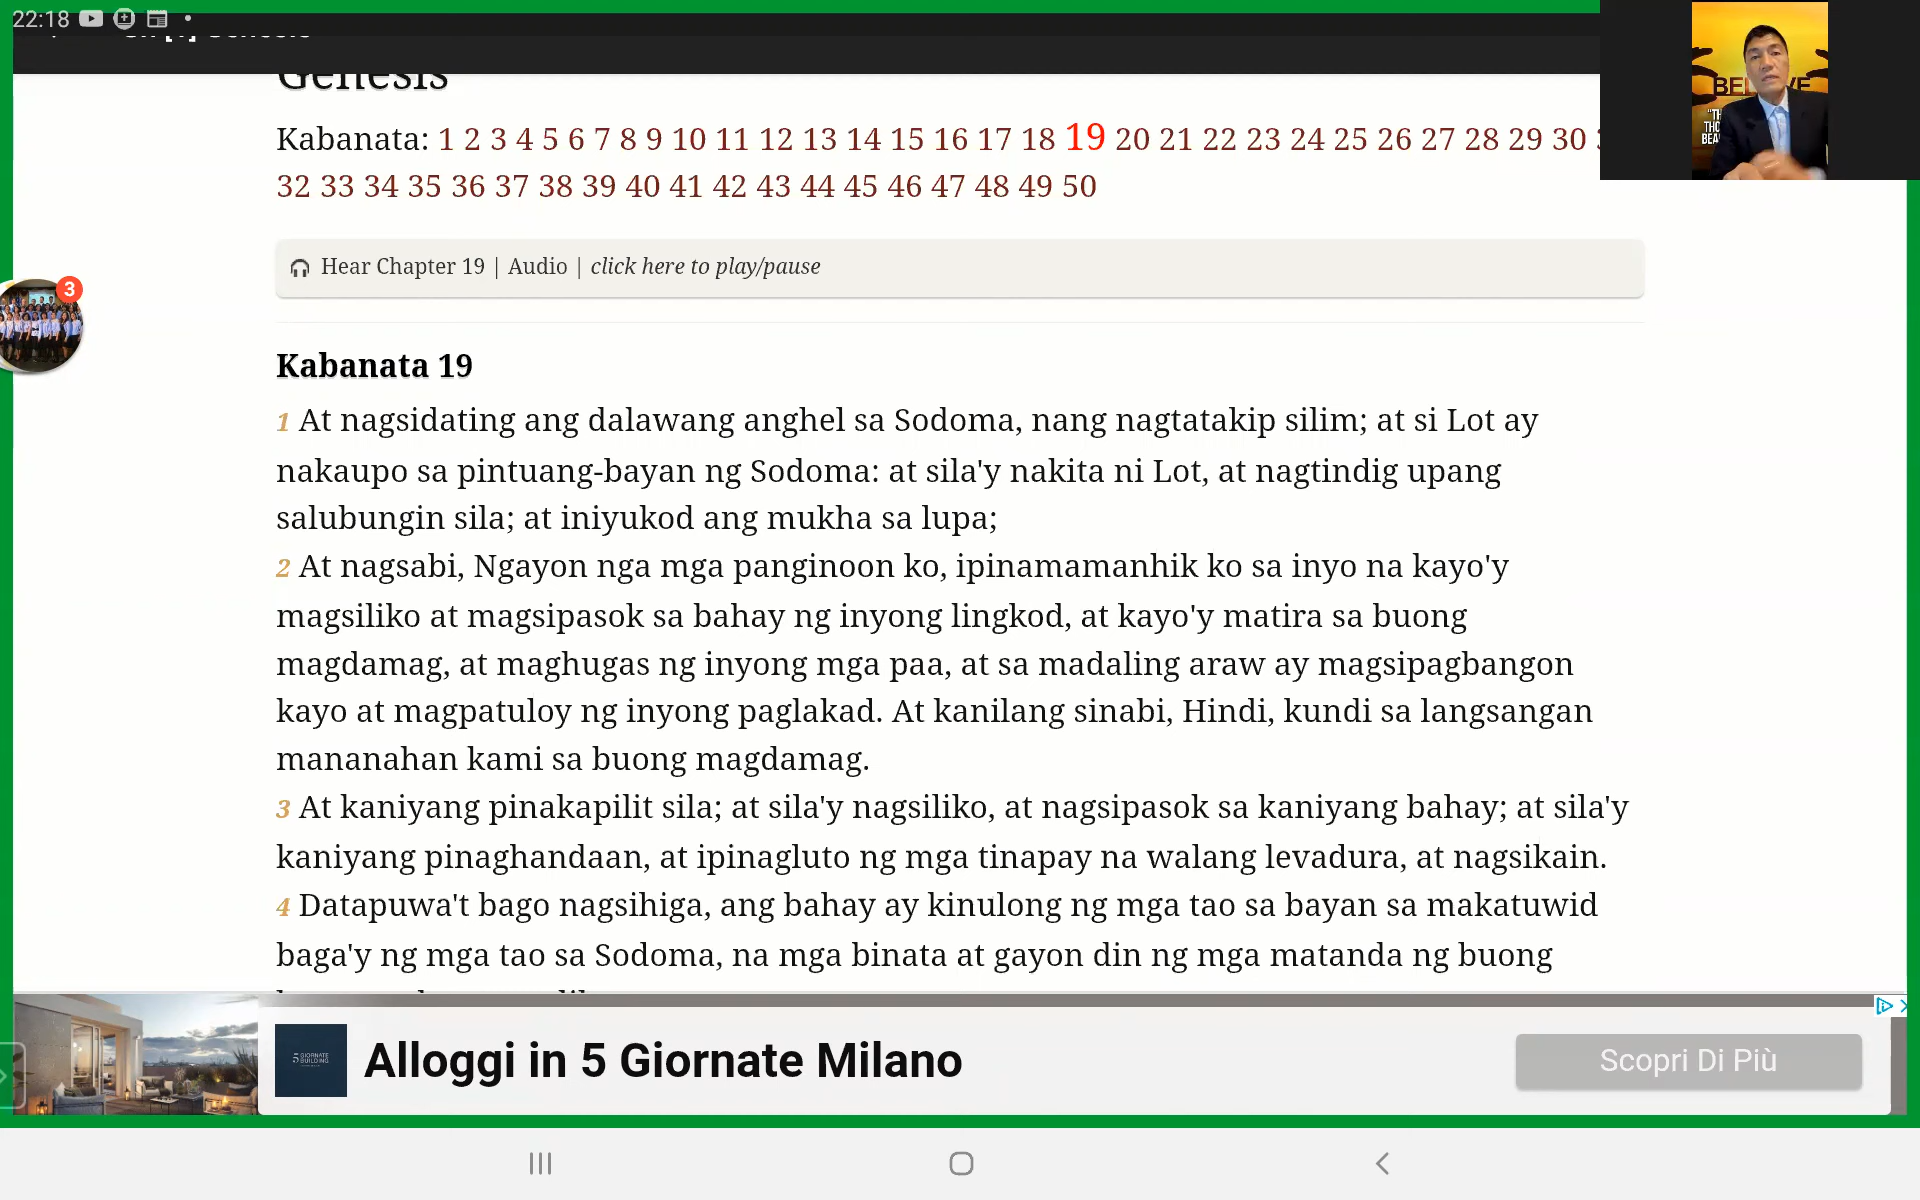 22:18
Genesis
Kabanata: 1 2 3 4 5 6 7 8 9 10 11 12 13 14 15 16 17 18 19 20 21 22 23 24 25 26 27 28 29 30
32 33 34 35 36 37 38 39 40 41 42 43 44 45 46 47 48 49 50
Hear Chapter 19 | Audio | click here to play/pause
3
Kabanata 19
1 At nagsidating ang dalawang anghel sa Sodoma, nang nagtatakip silim; at si Lot ay
nakaupo sa pintuang-bayan ng Sodoma: at sila'y nakita ni Lot, at nagtindig upang
salubungin sila; at iniyukod ang mukha sa lupa;
2 At nagsabi, Ngayon nga mga panginoon ko, ipinamamanhik ko sa inyo na kayo'y
magsiliko at magsipasok sa bahay ng inyong lingkod, at kayo'y matira sa buong
magdamag, at maghugas ng inyong mga paa, at sa madaling araw ay magsipagbangon
kayo at magpatuloy ng inyong paglakad. At kanilang sinabi, Hindi, kundi sa langsangan
mananahan kami sa buong magdamag.
3 At kaniyang pinakapilit sila; at sila'y nagsiliko, at nagsipasok sa kaniyang bahay; at sila'y
kaniyang pinaghandaan, at ipinagluto ng mga tinapay na walang levadura, at nagsikain.
4 Datapuwa't bago nagsihiga, ang bahay ay kinulong ng mga tao sa bayan sa makatuwid
baga'y ng mga tao sa Sodoma, na mga binata at gayon din ng mga matanda ng buong
5 GIORNATE
BUILDING
Alloggi in 5 Giornate Milano
Scopri Di Più